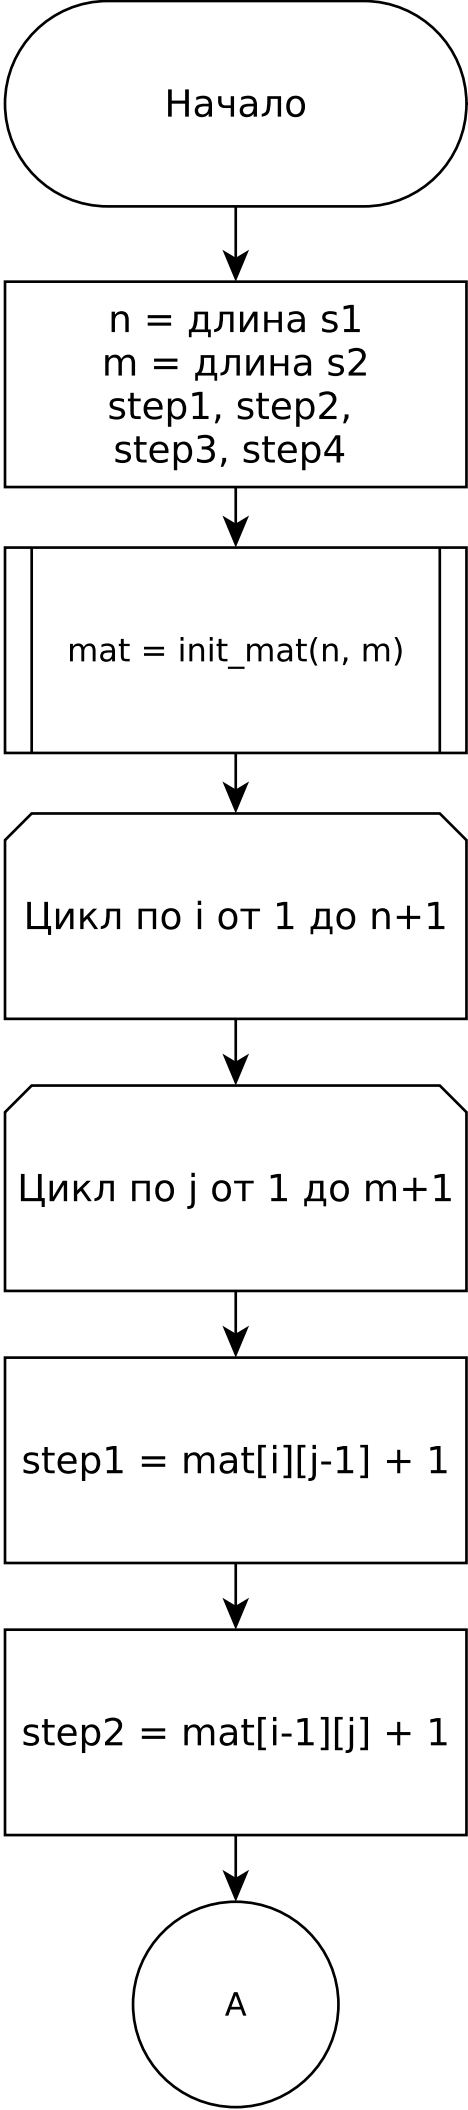 Начало
n = длина s1
m = длина s2
step1, step2,
step3, step4
mat = init_mat(n, m)
Цикл по i от 1 до n+1
Цикл по j от 1 до m+1
step1 = mat[i][j-1] + 1
step2 = mat[i-1][j] + 1
A